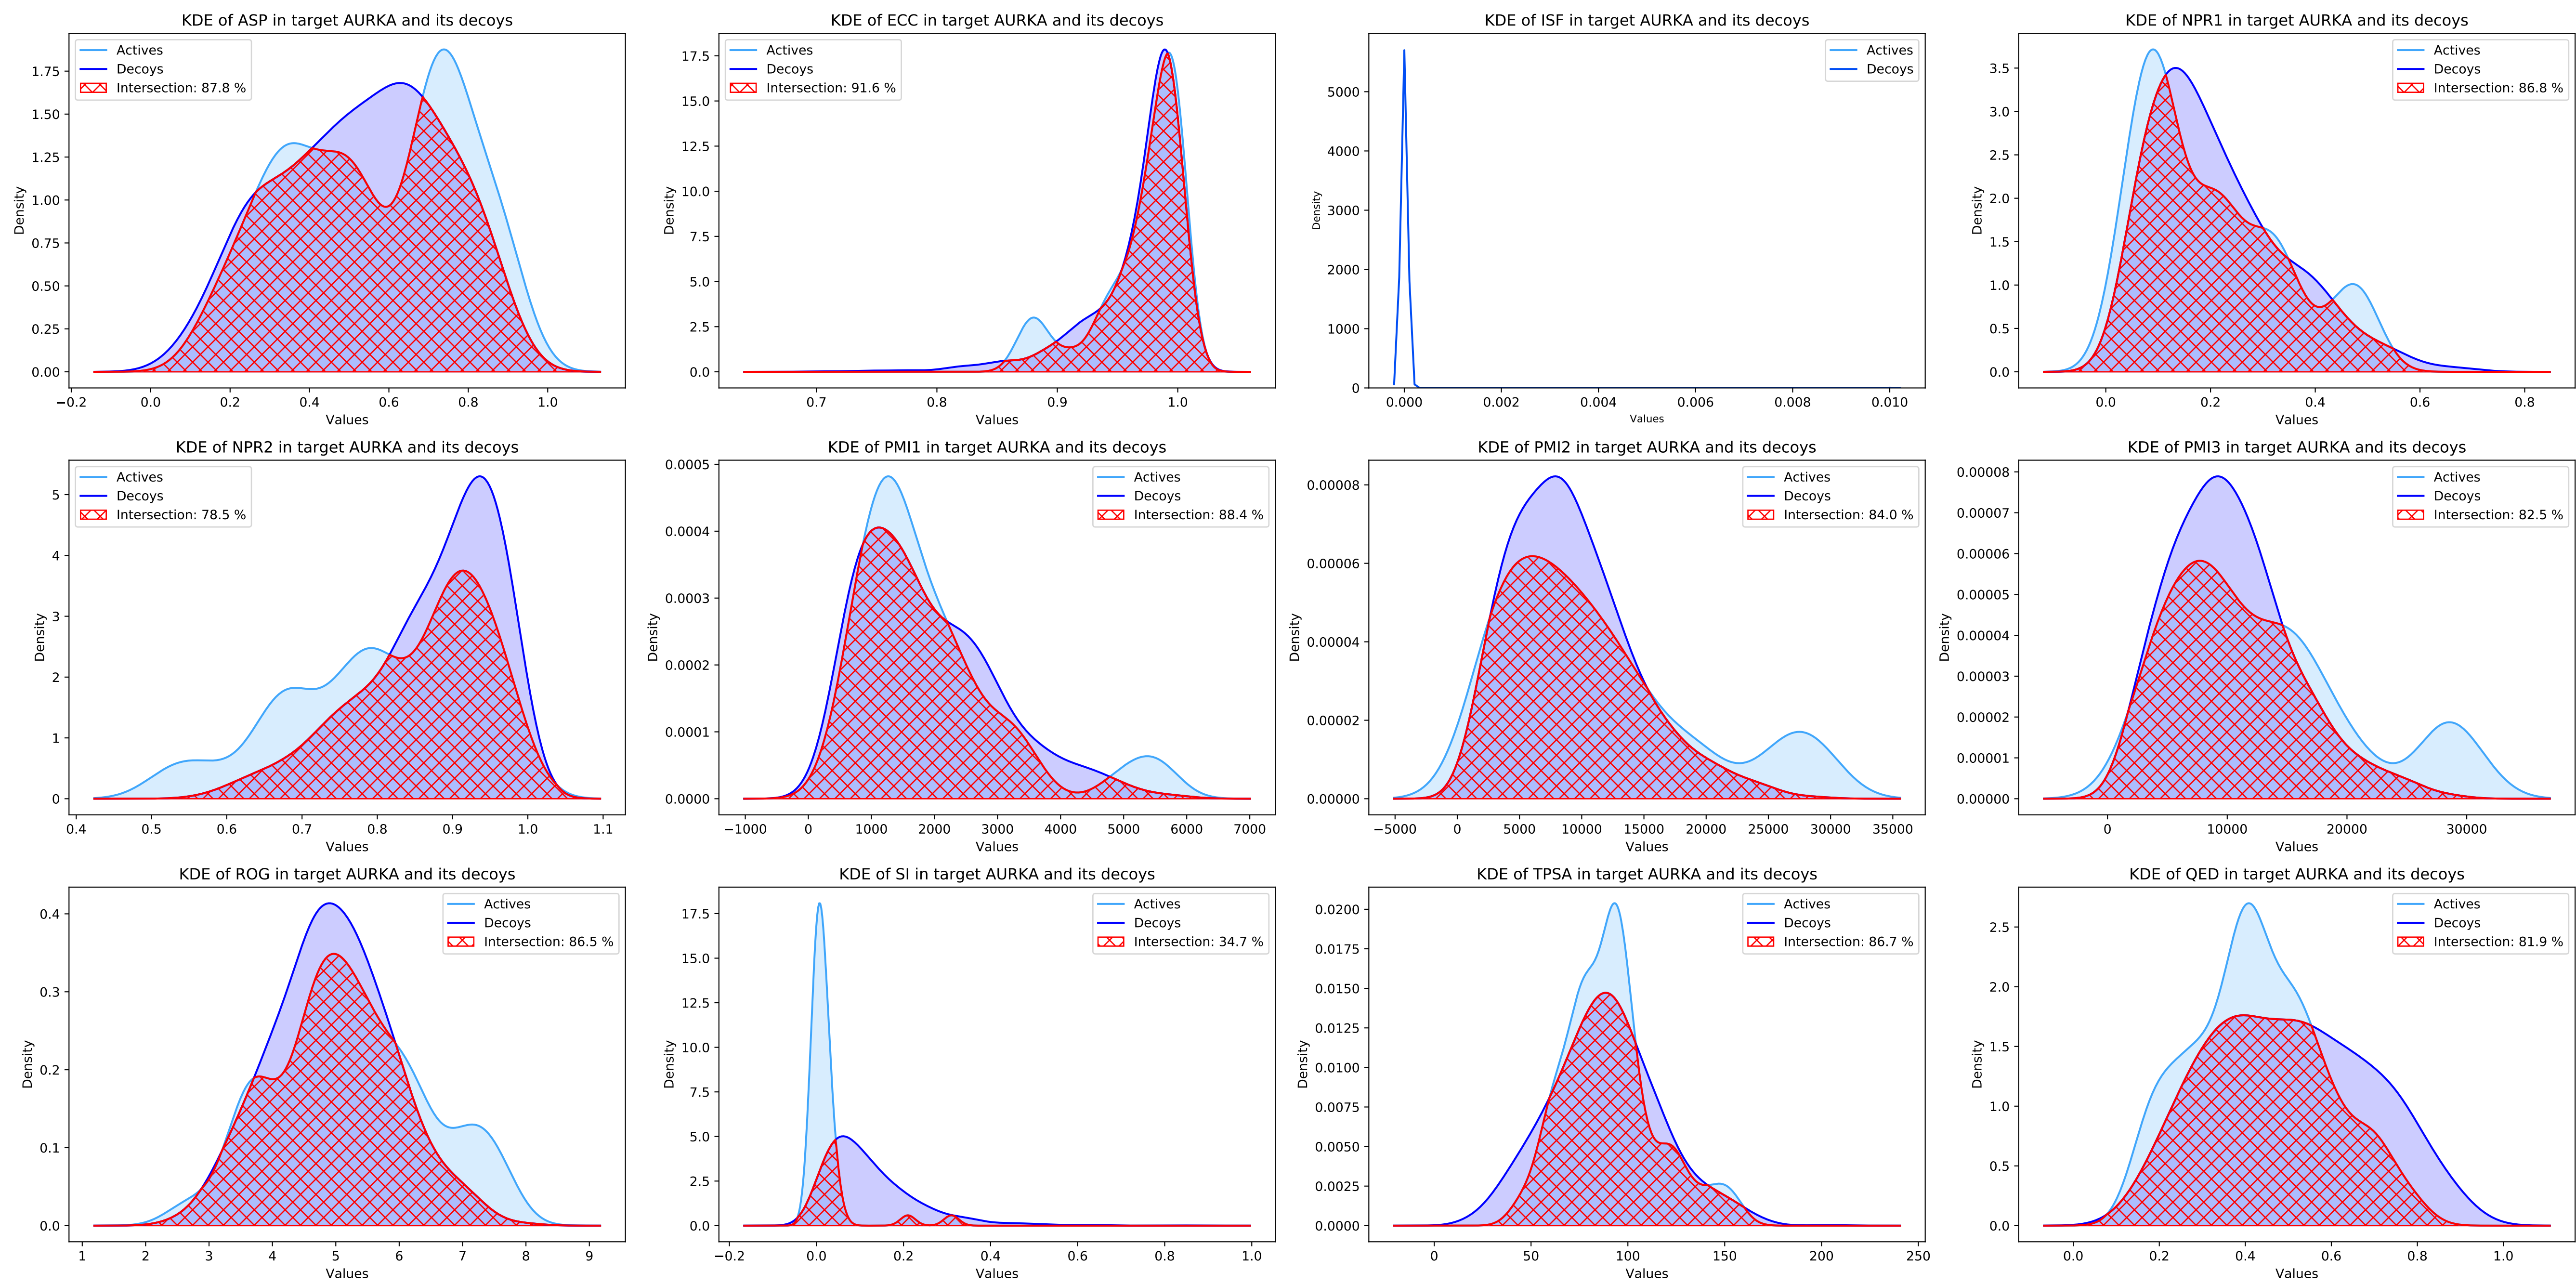 KDE of ASP in target AURKA and its decoys
Actives
Decoys
Intersection: 87.8 %
Density
1.75
1.50
1.25
1.00
0.75
0.50
0.25
0.00
−0.2 0.0 0.2 0.4 0.6 0.8 1.0
Values
KDE of ECC in target AURKA and its decoys
Actives
Decoys
Intersection: 91.6 %
Density
17.5
15.0
12.5
10.0
7.5
5.0
2.5
0.0
0.7 0.8 0.9 1.0
Values
KDE of ISF in target AURKA and its decoys
Actives
Decoys
Density
5000
4000
3000
2000
1000
0
0.000 0.002 0.004 0.006 0.008 0.010
Values
KDE of NPR1 in target AURKA and its decoys
Actives
Decoys
Intersection: 86.8 %
Density
3.5
3.0
2.5
2.0
1.5
1.0
0.5
0.0
0.0 0.2 0.4 0.6 0.8
Values
KDE of NPR2 in target AURKA and its decoys
Actives
Decoys
Intersection: 78.5 %
Density
5
4
3
2
1
0
0.4 0.5 0.6 0.7 0.8 0.9 1.0 1.1
Values
KDE of PMI1 in target AURKA and its decoys
Actives
Decoys
Intersection: 88.4 %
Density
0.0005
0.0004
0.0003
0.0002
0.0001
0.0000
−1000 0 1000 2000 3000 4000 5000 6000 7000
Values
KDE of PMI2 in target AURKA and its decoys
Actives
Decoys
Intersection: 84.0 %
Density
0.00008
0.00006
0.00004
0.00002
0.00000
−5000 0 5000 10000 15000 20000 25000 30000 35000
Values
KDE of PMI3 in target AURKA and its decoys
Actives
Decoys
Intersection: 82.5 %
Density
0.00008
0.00007
0.00006
0.00005
0.00004
0.00003
0.00002
0.00001
0.00000
0 10000 20000 30000
Values
KDE of ROG in target AURKA and its decoys
Actives
Decoys
Intersection: 86.5 %
Density
0.4
0.3
0.2
0.1
0.0
1 2 3 4 5 6 7 8 9
Values
KDE of SI in target AURKA and its decoys
Actives
Decoys
Intersection: 34.7 %
Density
17.5
15.0
12.5
10.0
7.5
5.0
2.5
0.0
−0.2 0.0 0.2 0.4 0.6 0.8 1.0
Values
KDE of TPSA in target AURKA and its decoys
Actives
Decoys
Intersection: 86.7 %
Density
0.0200
0.0175
0.0150
0.0125
0.0100
0.0075
0.0050
0.0025
0.0000
0 50 100 150 200 250
Values
KDE of QED in target AURKA and its decoys
Actives
Decoys
Intersection: 81.9 %
Density
2.5
2.0
1.5
1.0
0.5
0.0
0.0 0.2 0.4 0.6 0.8 1.0
Values